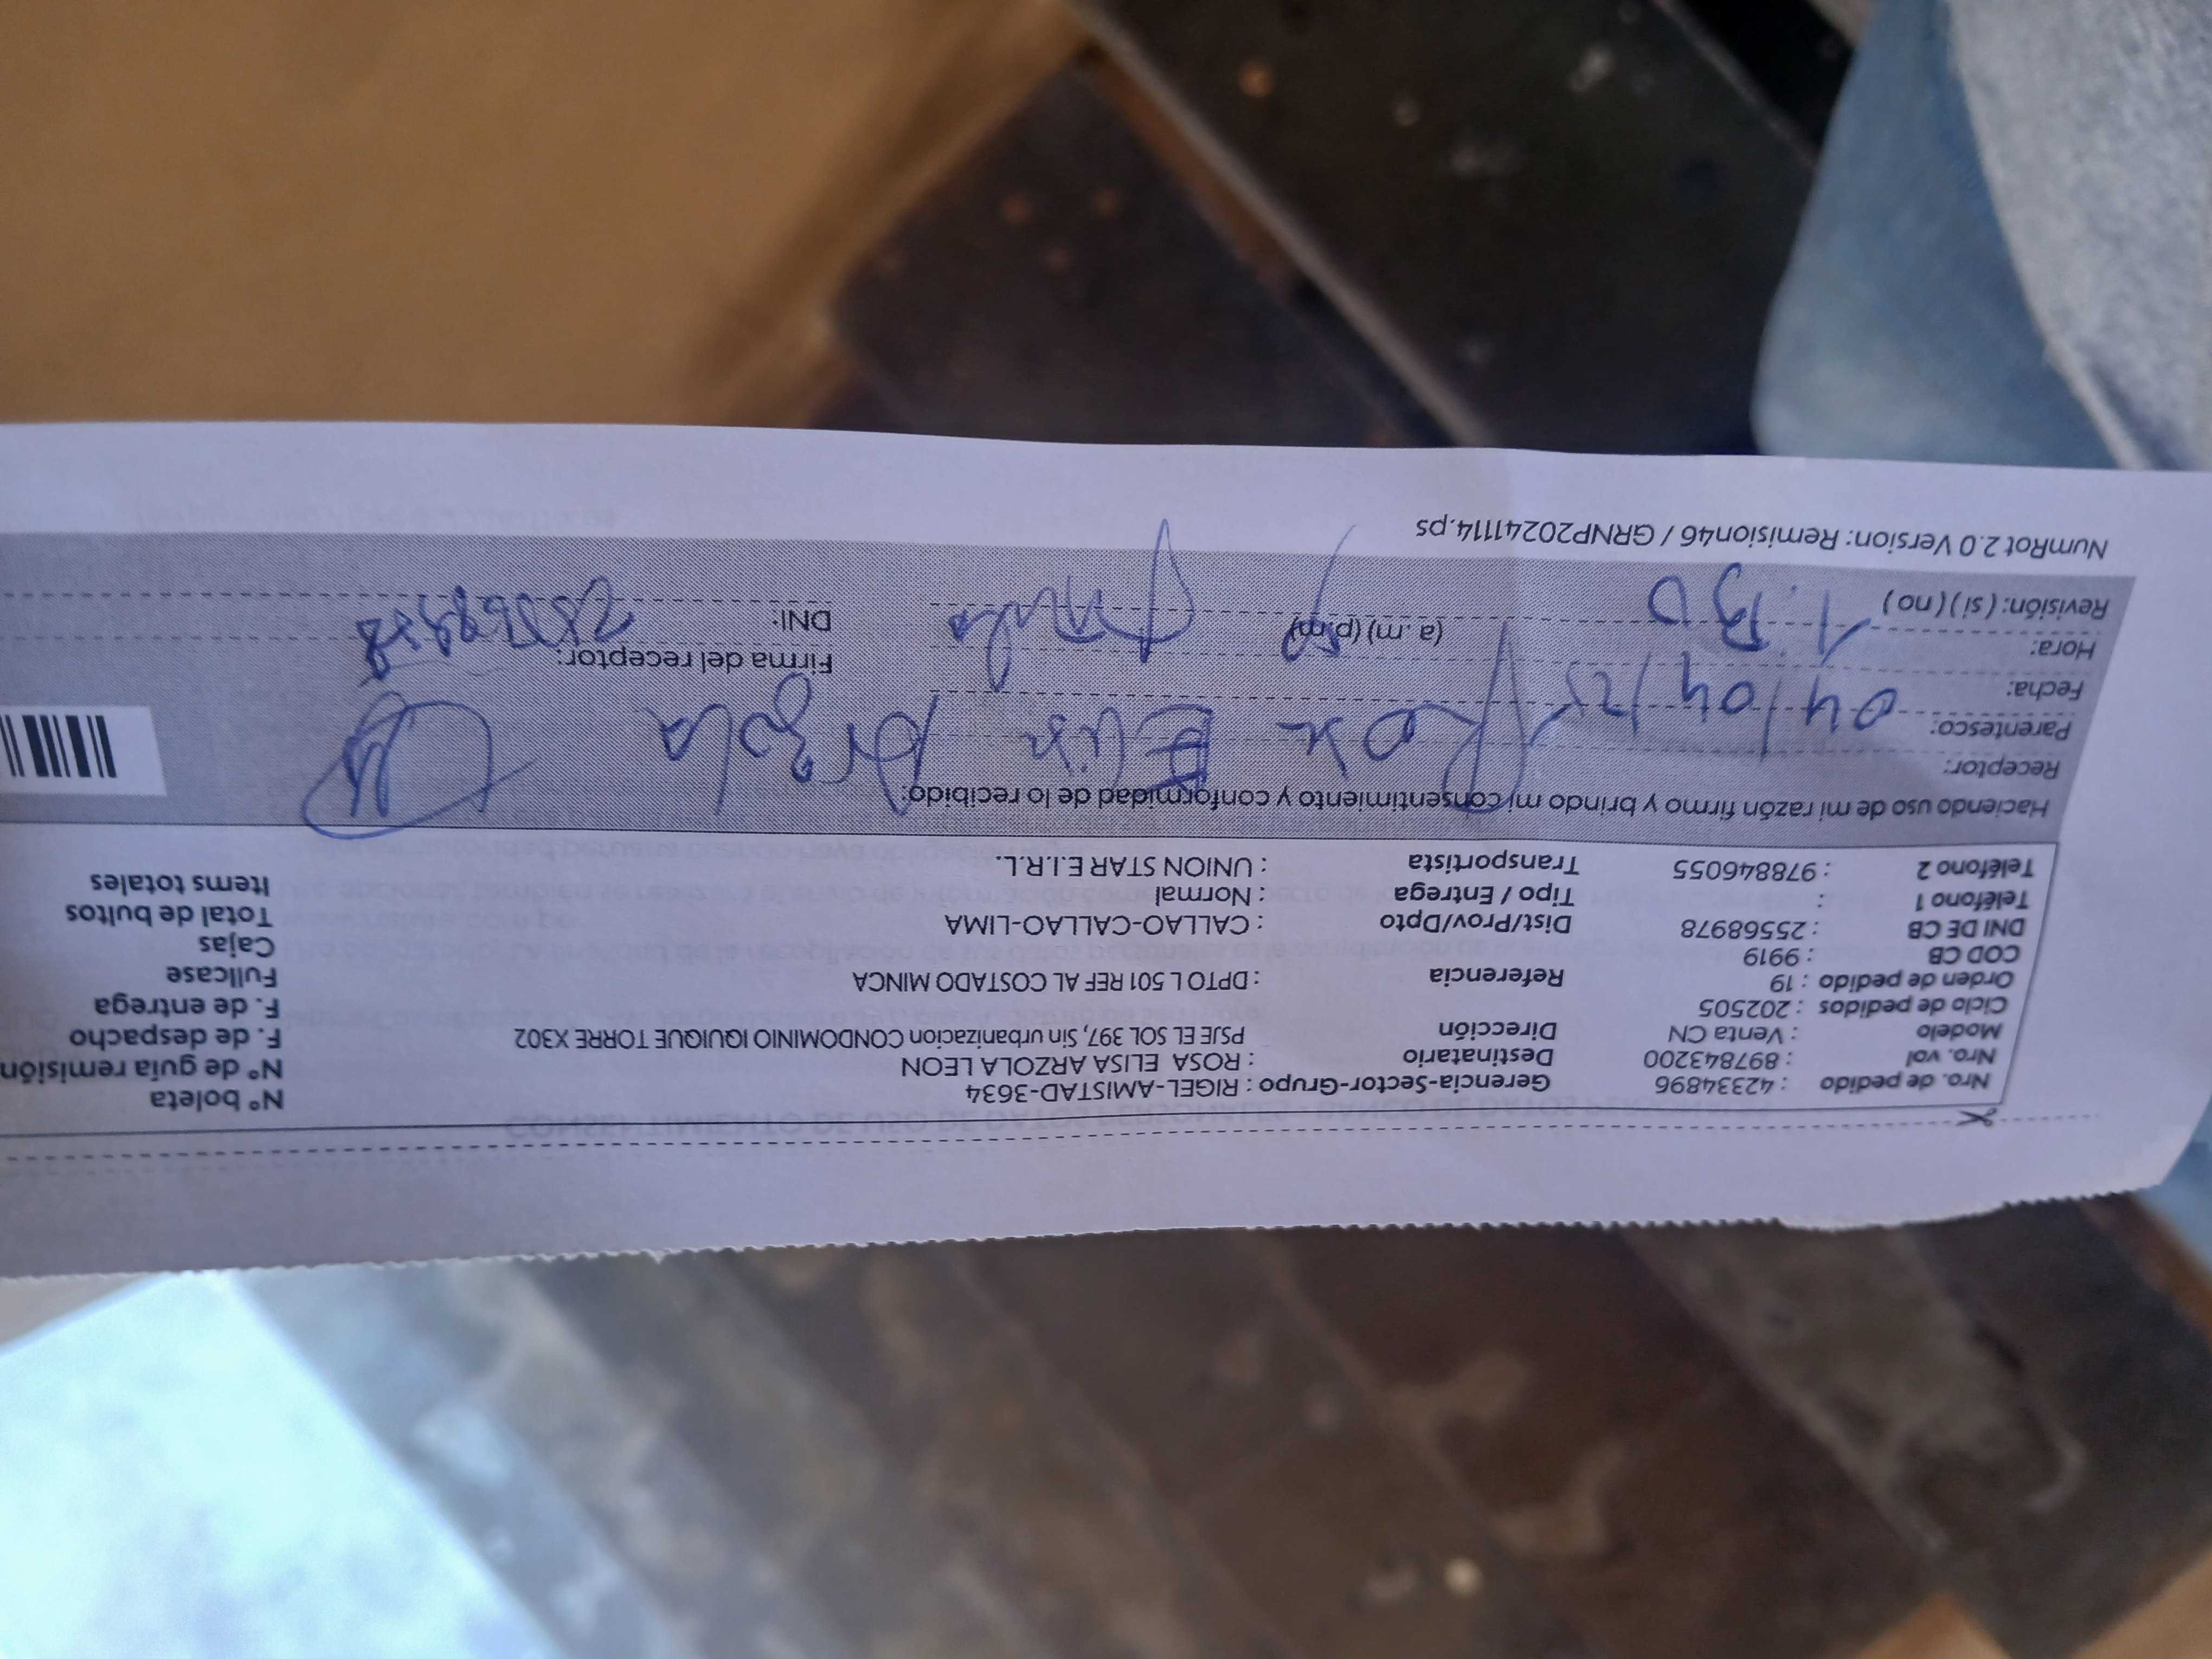 Nro. de pedido : 42334896 Gerencia-Sector-Grupo : RIGEL-AMISTAD-3634 N° boleta
Nro. vol : 897843200 Destinatario : ROSA ELISA ARZOLA LEON N° de guía remisión
Modelo : Venta CN Dirección PSJE EL SOL 397, Sin urbanizacion CONDOMINIO IQUIQUE TORRE X302 F. de despacho
Ciclo de pedidos : 202505 F. de entrega
Orden de pedido : 19 Referencia : DPTO L 501 REF AL COSTADO MINCA Fullcase
COD CB : 9919 Cajas
DNI DE CB : 25568978 Dist/Prov/Dpto : CALLAO-CALLAO-LIMA Total de bultos
Teléfono 1 : Tipo / Entrega : Normal Items totales
Teléfono 2 : 978846055 Transportista : UNION STAR E.I.R.L.
Haciendo uso de mi razón firmo y brindo mi consentimiento y conformidad de lo recibido:
Receptor: Rosa Elisa Arzola
Parentesco:
Fecha: 04/04/25 Firma del receptor:
Hora: 1:30 (a. m) (p.m) DNI: 25568978
Revisión: ( si ) ( no )
NumRot 2.0 Version: Remision46 / GRNP20241114.ps